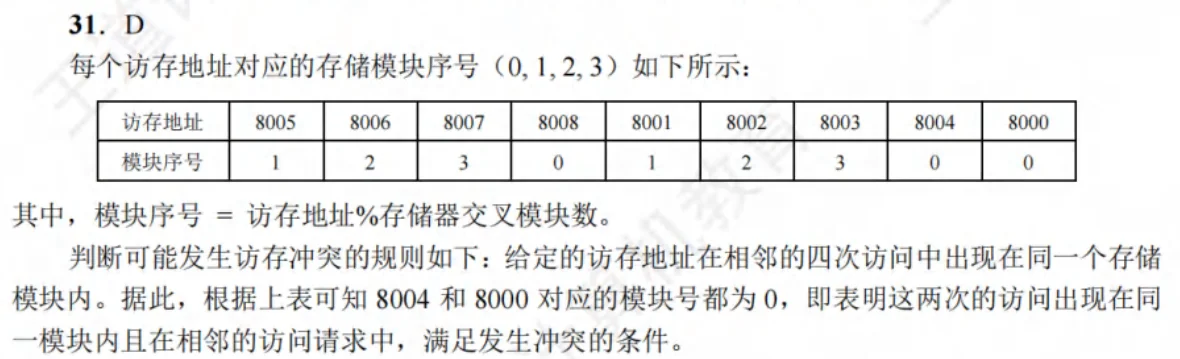 31. D
每个访存地址对应的存储模块序号（0, 1, 2, 3）如下所示：
访存地址 8005 8006 8007 8008 8001 8002 8003 8004 8000
模块序号 1 2 3 0 1 2 3 0 0
其中，模块序号 = 访存地址%存储器交叉模块数。
判断可能发生访存冲突的规则如下：给定的访存地址在相邻的四次访问中出现在同一个存储
模块内。据此，根据上表可知 8004 和 8000 对应的模块号都为 0，即表明这两次的访问出现在同
一模块内且在相邻的访问请求中，满足发生冲突的条件。